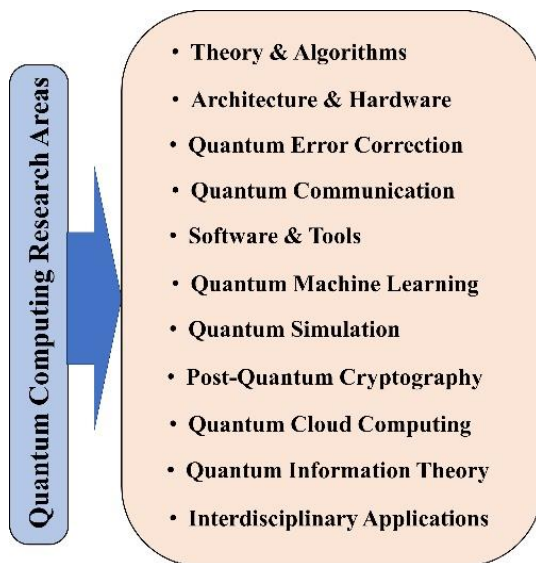 Quantum Computing Research Areas
• Theory & Algorithms
• Architecture & Hardware
• Quantum Error Correction
• Quantum Communication
• Software & Tools
• Quantum Machine Learning
• Quantum Simulation
• Post-Quantum Cryptography
• Quantum Cloud Computing
• Quantum Information Theory
• Interdisciplinary Applications